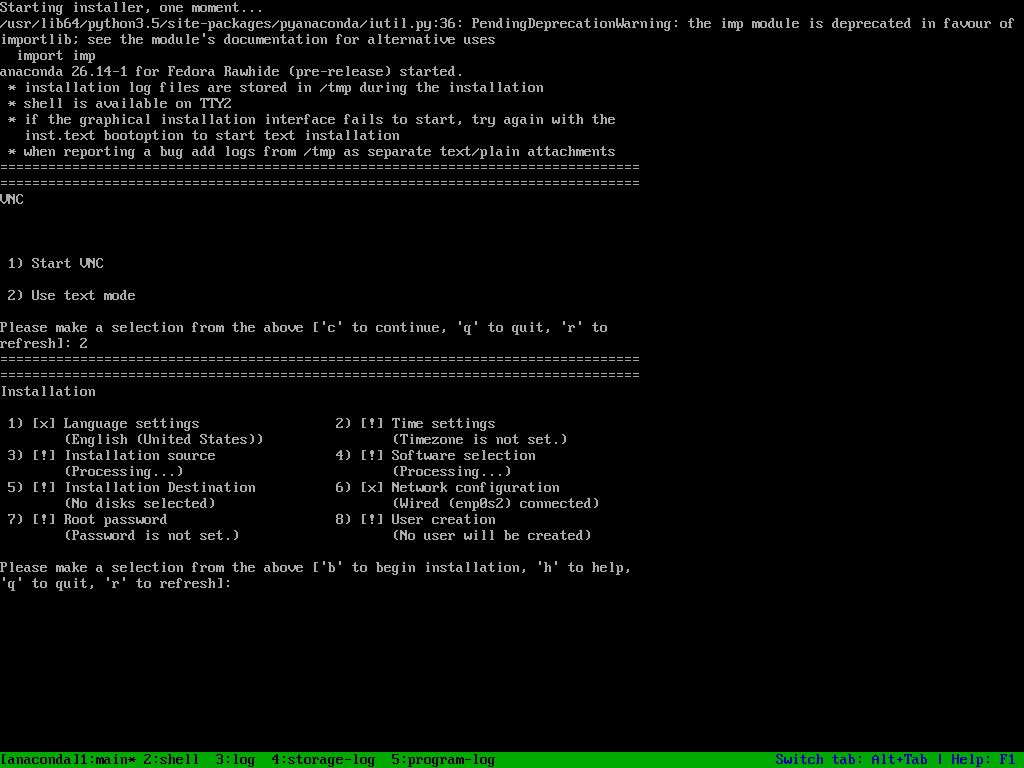 Starting installer, one moment...
/usr/lib64/python3.5/site-packages/pyanaconda/iutil.py:36: PendingDeprecationWarning: the imp module is deprecated in favour of
importlib; see the module's documentation for alternative uses
  import imp
anaconda 26.14-1 for Fedora Rawhide (pre-release) started.
 * installation log files are stored in /tmp during the installation
 * shell is available on TTY2
 * if the graphical installation interface fails to start, try again with the
   inst.text bootoption to start text installation
 * when reporting a bug add logs from /tmp as separate text/plain attachments
================================================================================
================================================================================
VNC
 1) Start VNC
 2) Use text mode
Please make a selection from the above ['c' to continue, 'q' to quit, 'r' to
refresh]: 2
================================================================================
================================================================================
Installation
 1) [x] Language settings                 2) [!] Time settings
        (English (United States))                (Timezone is not set.)
 3) [!] Installation source               4) [!] Software selection
        (Processing...)                          (Processing...)
 5) [!] Installation Destination          6) [x] Network configuration
        (No disks selected)                      (Wired (enp0s2) connected)
 7) [!] Root password                     8) [!] User creation
        (Password is not set.)                   (No user will be created)
Please make a selection from the above ['b' to begin installation, 'h' to help,
'q' to quit, 'r' to refresh]:
[anaconda]1:main* 2:shell  3:log  4:storage-log  5:program-log                                   Switch tab: Alt+Tab | Help: F1